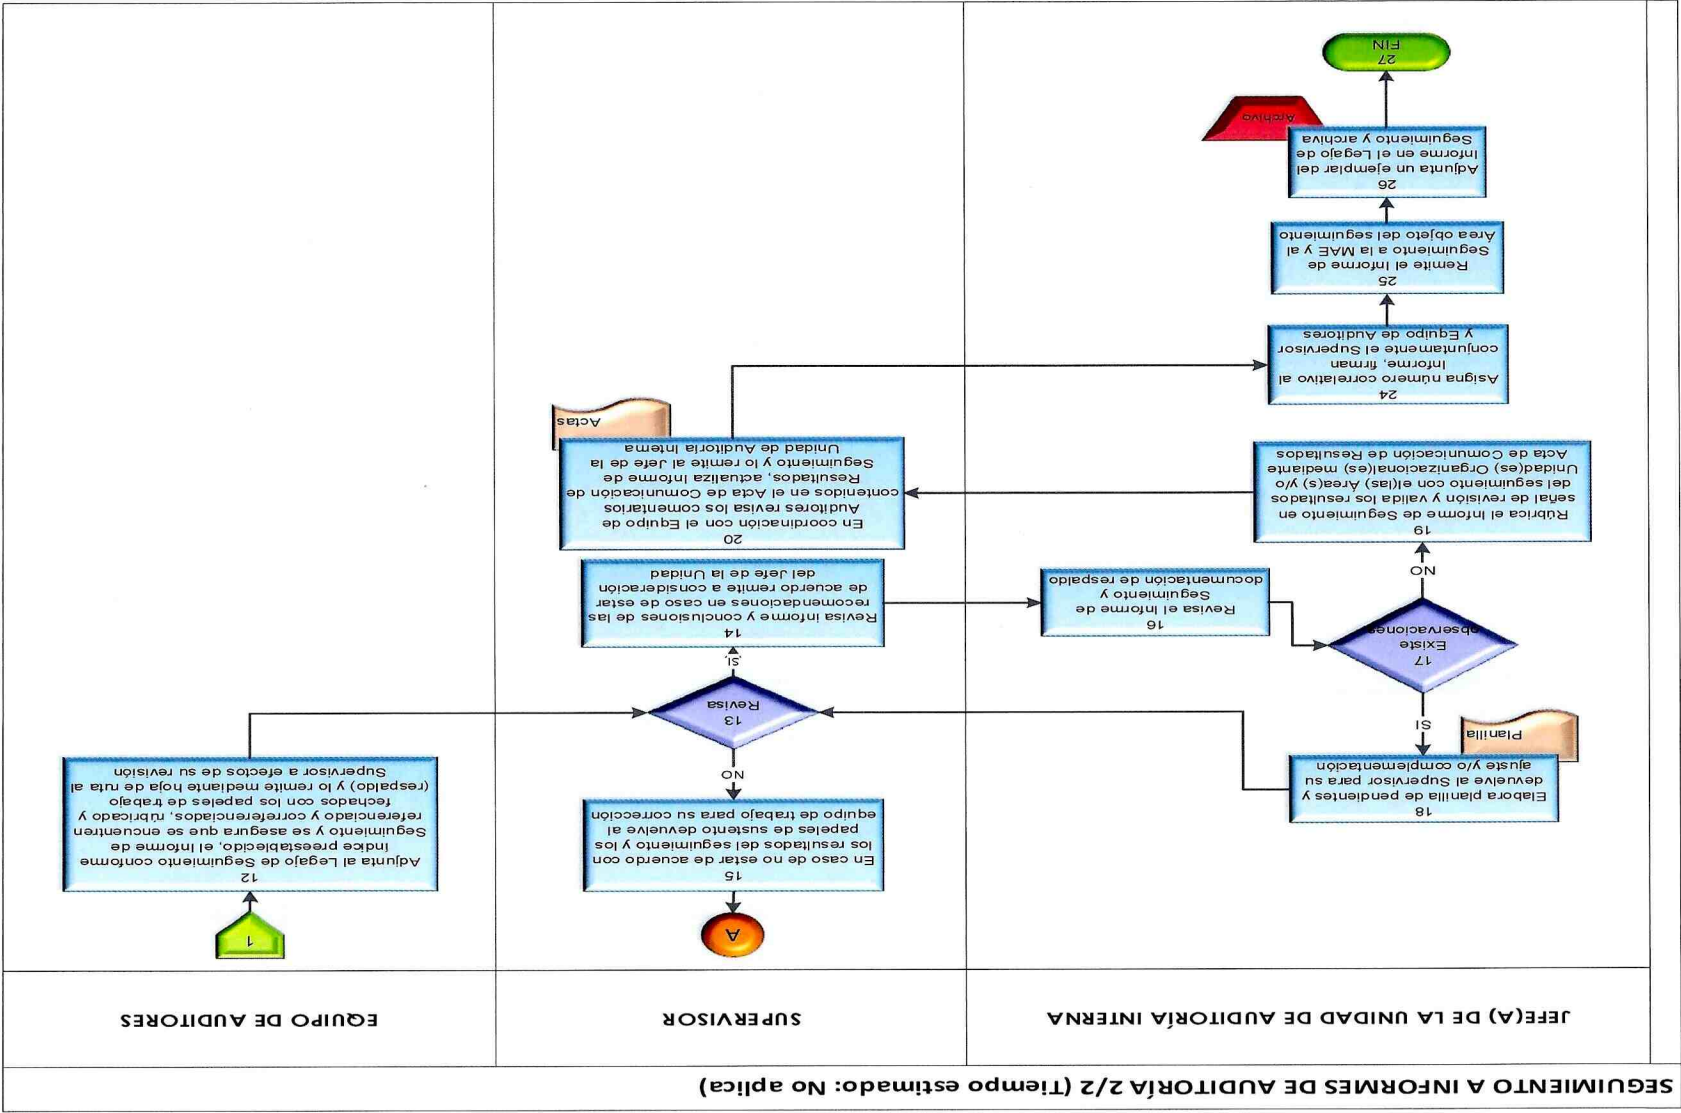 SEGUIMIENTO A INFORMES DE AUDITORÍA 2/2 (Tiempo estimado: No aplica)
JEFE(A) DE LA UNIDAD DE AUDITORÍA INTERNA
SUPERVISOR
EQUIPO DE AUDITORES
1
12
Adjunta al Legajo de Seguimiento conforme
índice preestablecido, el Informe de
Seguimiento y se asegura que se encuentren
referenciado y correferenciados, rubricado y
fechados con los papeles de trabajo
(respaldo) y lo remite mediante hoja de ruta al
Supervisor a efectos de su revisión
A
15
En caso de no estar de acuerdo con
los resultados del seguimiento y los
papeles de sustento devuelve al
equipo de trabajo para su corrección
NO
13
Revisa
SI
14
Revisa informe y conclusiones de las
recomendaciones en caso de estar
de acuerdo remite a consideración
del Jefe de la Unidad
16
Revisa el Informe de
Seguimiento y
documentación de respaldo
18
Elabora planilla de pendientes y
devuelve al Supervisor para su
ajuste y/o complementación
Planilla
SI
17
Existe
observaciones
NO
19
Rúbrica el Informe de Seguimiento en
señal de revisión y valida los resultados
del seguimiento con el(las) Área(s) y/o
Unidad(es) Organizacional(es) mediante
Acta de Comunicación de Resultados
20
En coordinación con el Equipo de
Auditores revisa los comentarios
contenidos en el Acta de Comunicación de
Resultados, actualiza Informe de
Seguimiento y lo remite al Jefe de la
Unidad de Auditoría Interna
Actas
24
Asigna número correlativo al
Informe, firman
conjuntamente el Supervisor
y Equipo de Auditores
25
Remite el Informe de
Seguimiento a la MAE y al
Área objeto del seguimiento
26
Adjunta un ejemplar del
Informe en el Legajo de
Seguimiento y archiva
Archivo
27
FIN